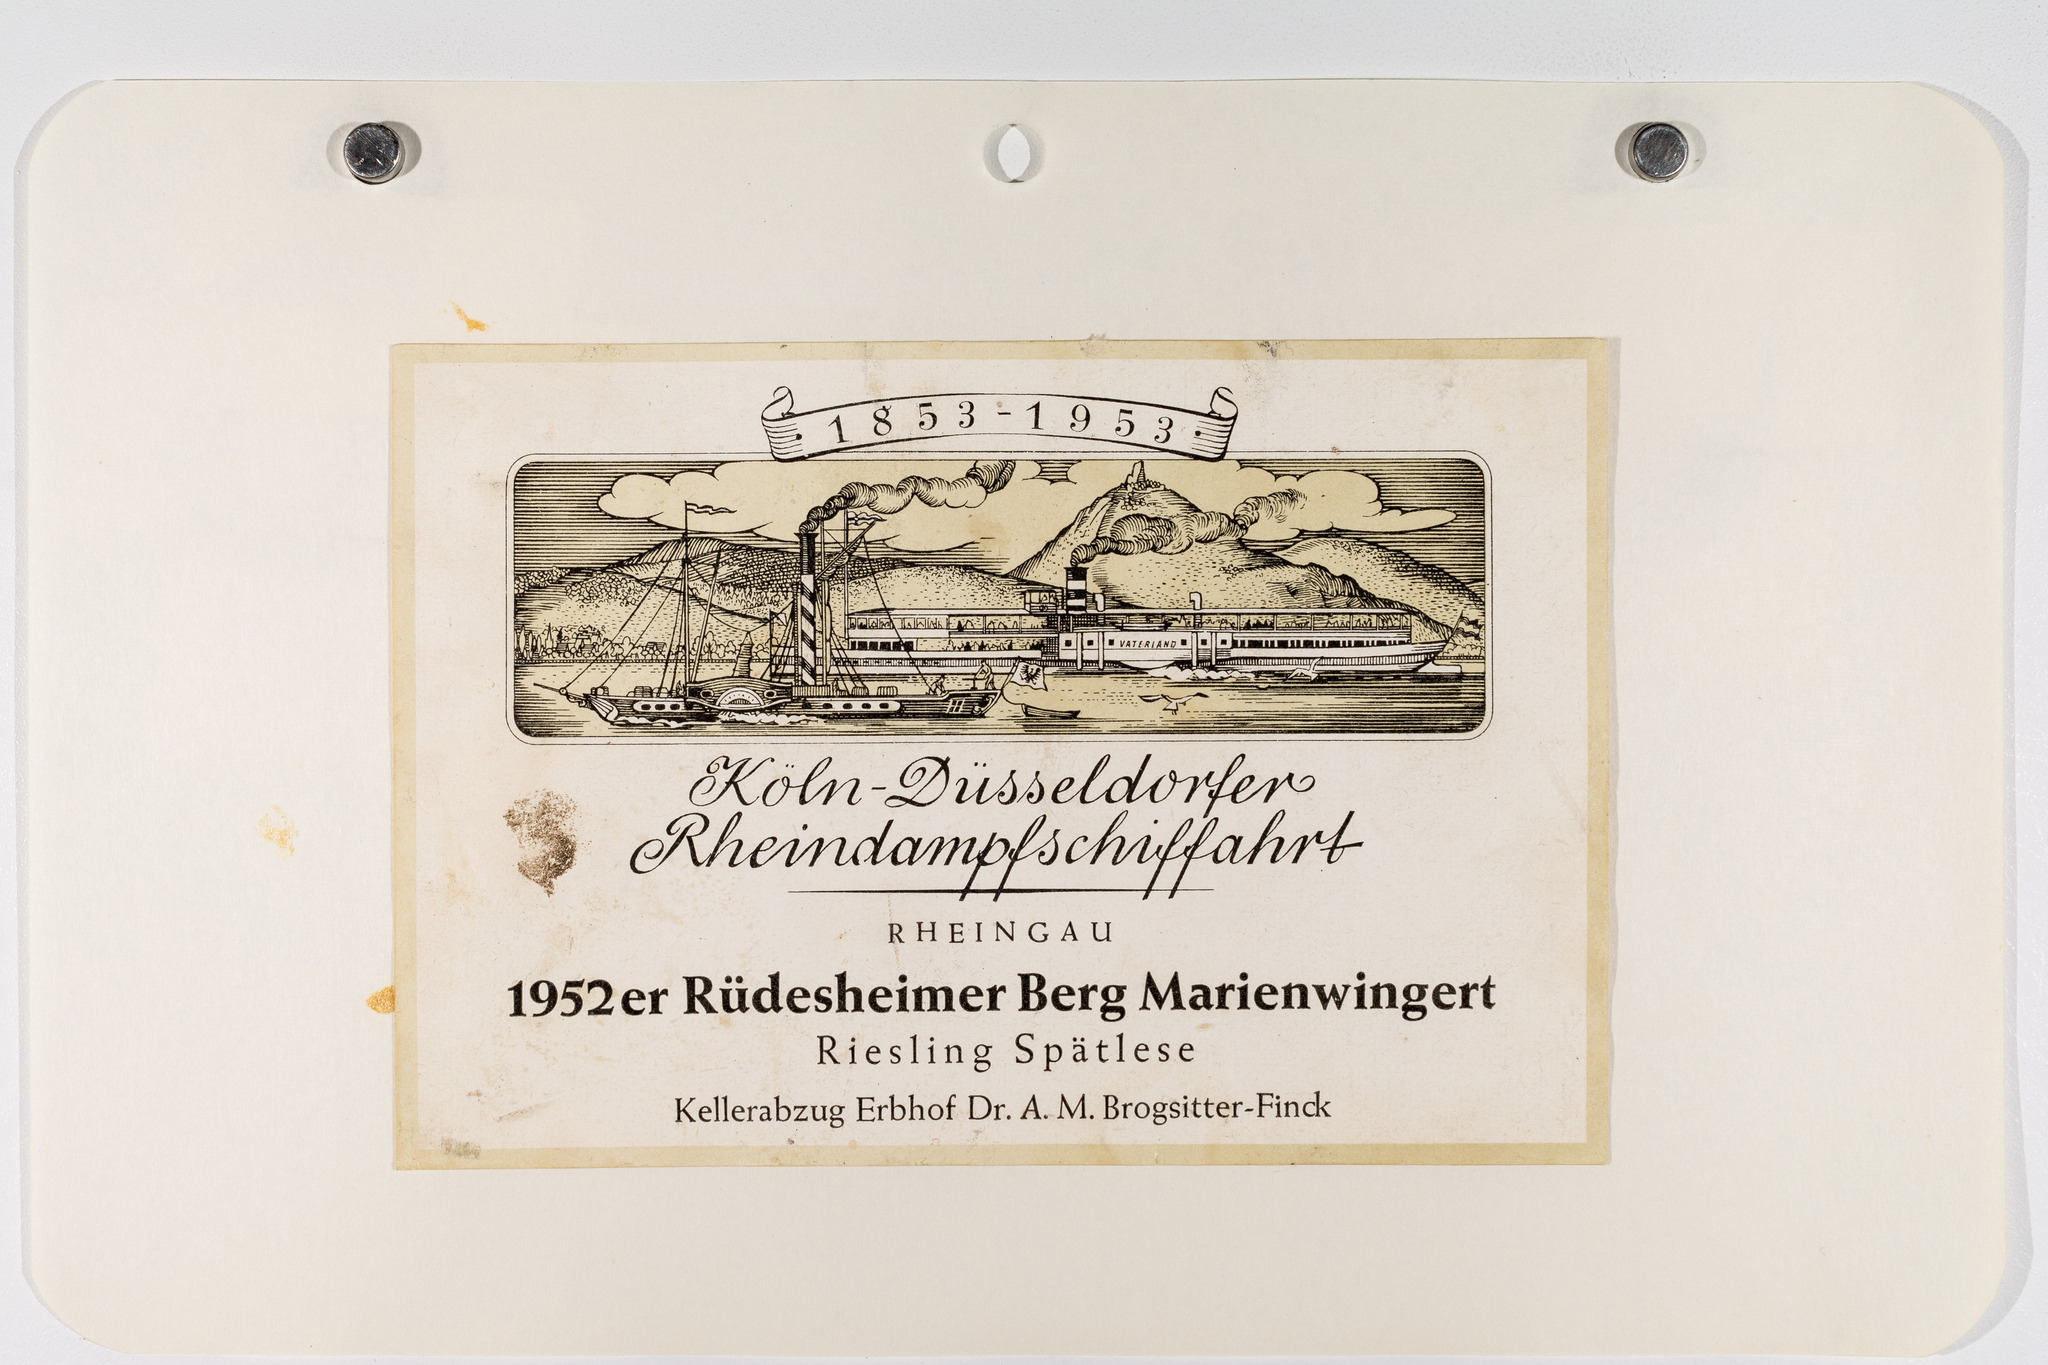 1853-1953
VATERLAND
Köln-Düsseldorfer
Rheindampfschiffahrt
RHEINGAU
1952er Rüdesheimer Berg Marienwingert
Riesling Spätlese
Kellerabzug Erbhof Dr. A. M. Brogsitter-Finck